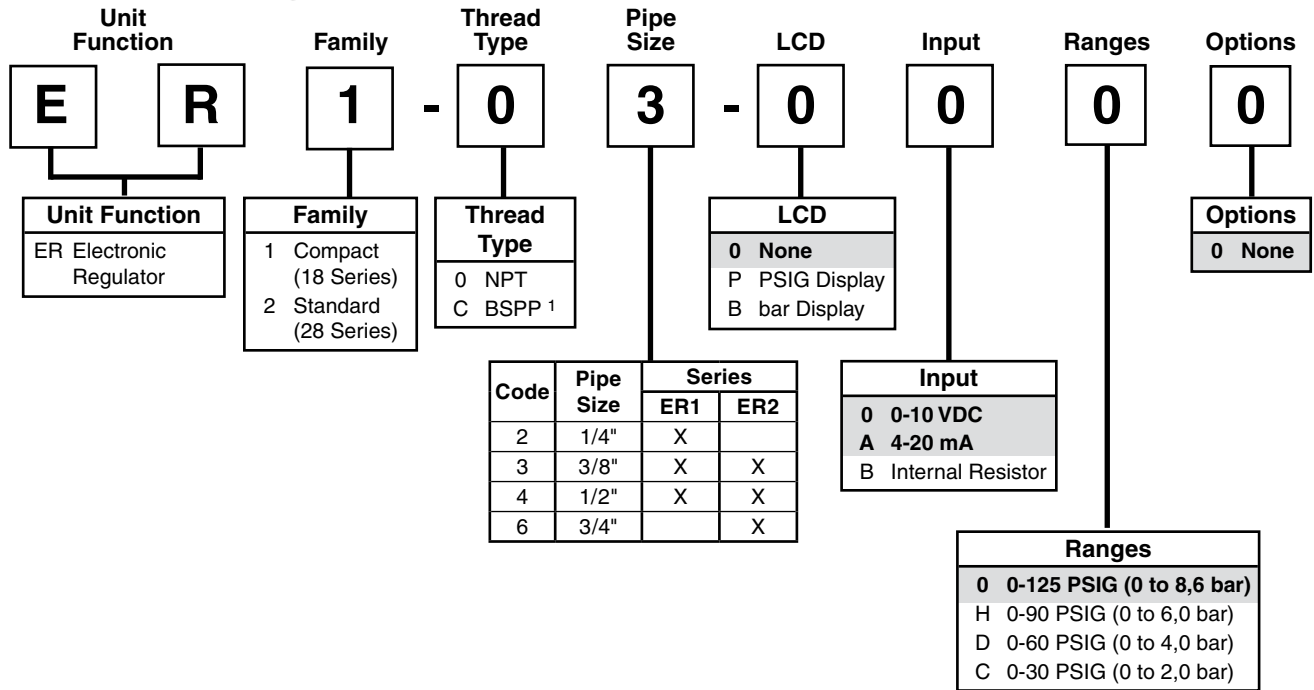 Unit Function
Family
Thread Type
Pipe Size
LCD
Input
Ranges
Options
E R 1 - 0 3 - 0 0 0 0
Unit Function
ER Electronic
Regulator
Family
1 Compact
(18 Series)
2 Standard
(28 Series)
Thread
Type
0 NPT
C BSPP 1
LCD
0 None
P PSIG Display
B bar Display
Options
0 None
Code Pipe Size Series
ER1 ER2
2 1/4" X
3 3/8" X X
4 1/2" X X
6 3/4" X
Input
0 0-10 VDC
A 4-20 mA
B Internal Resistor
Ranges
0 0-125 PSIG (0 to 8,6 bar)
H 0-90 PSIG (0 to 6,0 bar)
D 0-60 PSIG (0 to 4,0 bar)
C 0-30 PSIG (0 to 2,0 bar)